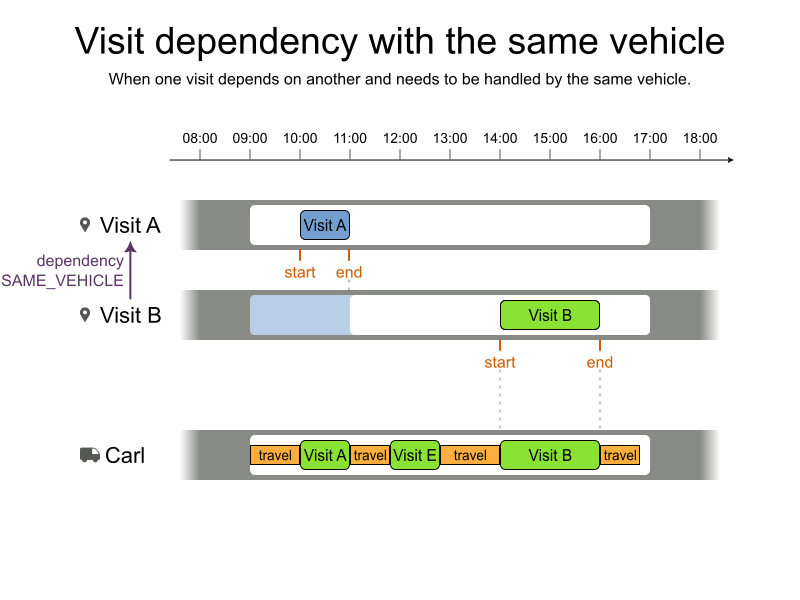 Visit dependency with the same vehicle
When one visit depends on another and needs to be handled by the same vehicle.
08:00 09:00 10:00 11:00 12:00 13:00 14:00 15:00 16:00 17:00 18:00
Visit A
Visit A
start end
dependency
SAME_VEHICLE
Visit B
Visit B
start end
Carl
travel Visit A travel Visit E travel Visit B travel